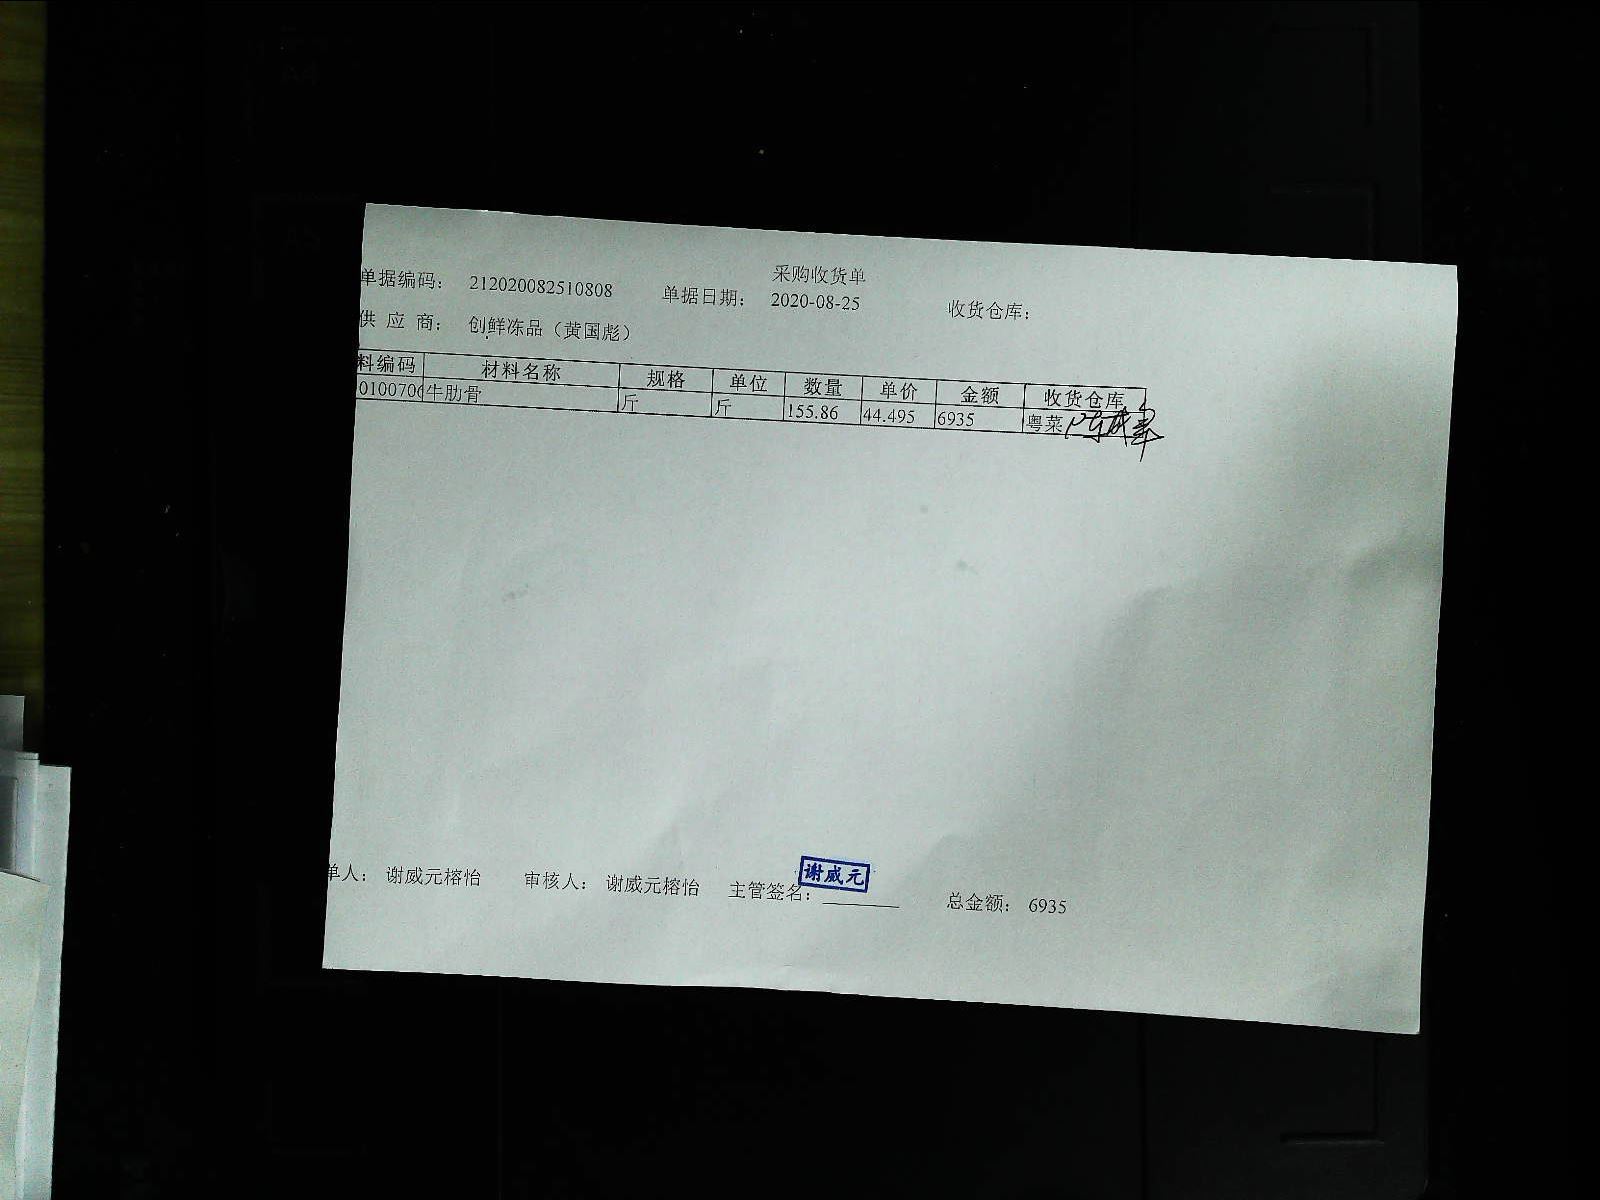 采购收货单
单据编码： 212020082510808 单据日期： 2020-08-25 收货仓库：
供 应 商： 创鲜冻品（黄国彪）
料编码 材料名称 规格 单位 数量 单价 金额 收货仓库
0100706 牛肋骨 斤 斤 155.86 44.495 6935 粤菜
谢威元
单人： 谢威元榕怡 审核人： 谢威元榕怡 主管签名： 总金额： 6935